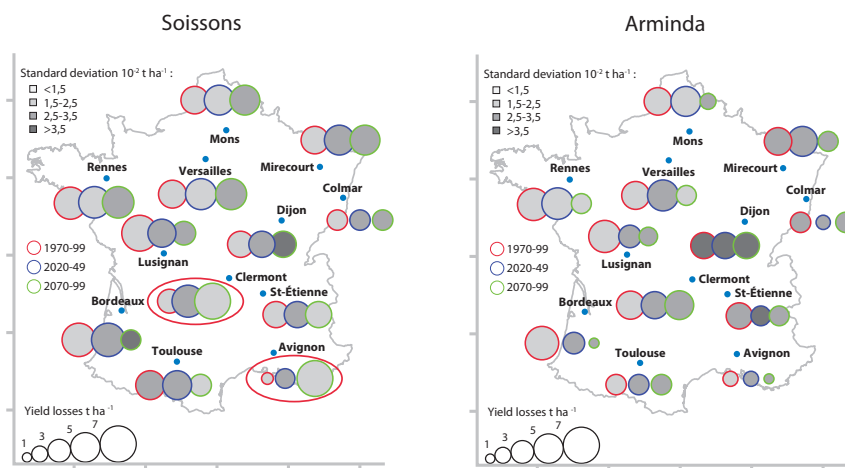 Soissons
Standard deviation 10⁻² t ha⁻¹ :
<1,5
1,5-2,5
2,5-3,5
>3,5
Mons
Rennes
Versailles
Mirecourt
Colmar
Dijon
1970-99
2020-49
2070-99
Lusignan
Clermont
St-Étienne
Bordeaux
Toulouse
Avignon
Yield losses t ha ⁻¹
1 3 5 7
Arminda
Standard deviation 10⁻² t ha⁻¹ :
<1,5
1,5-2,5
2,5-3,5
>3,5
Mons
Rennes
Versailles
Mirecourt
Colmar
Dijon
1970-99
2020-49
2070-99
Lusignan
Clermont
St-Étienne
Bordeaux
Toulouse
Avignon
Yield losses t ha ⁻¹
1 3 5 7